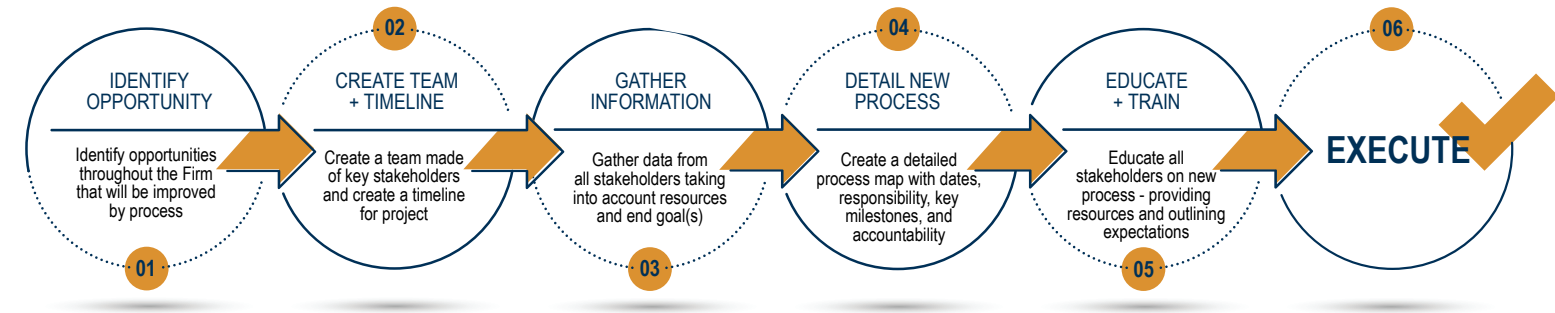 01
IDENTIFY
OPPORTUNITY
Identify opportunities
throughout the Firm
that will be improved
by process
02
CREATE TEAM
+ TIMELINE
Create a team made
of key stakeholders
and create a timeline
for project
03
GATHER
INFORMATION
Gather data from
all stakeholders taking
into account resources
and end goal(s)
04
DETAIL NEW
PROCESS
Create a detailed
process map with dates,
responsibility, key
milestones, and
accountability
05
EDUCATE
+ TRAIN
Educate all
stakeholders on new
process - providing
resources and outlining
expectations
06
EXECUTE